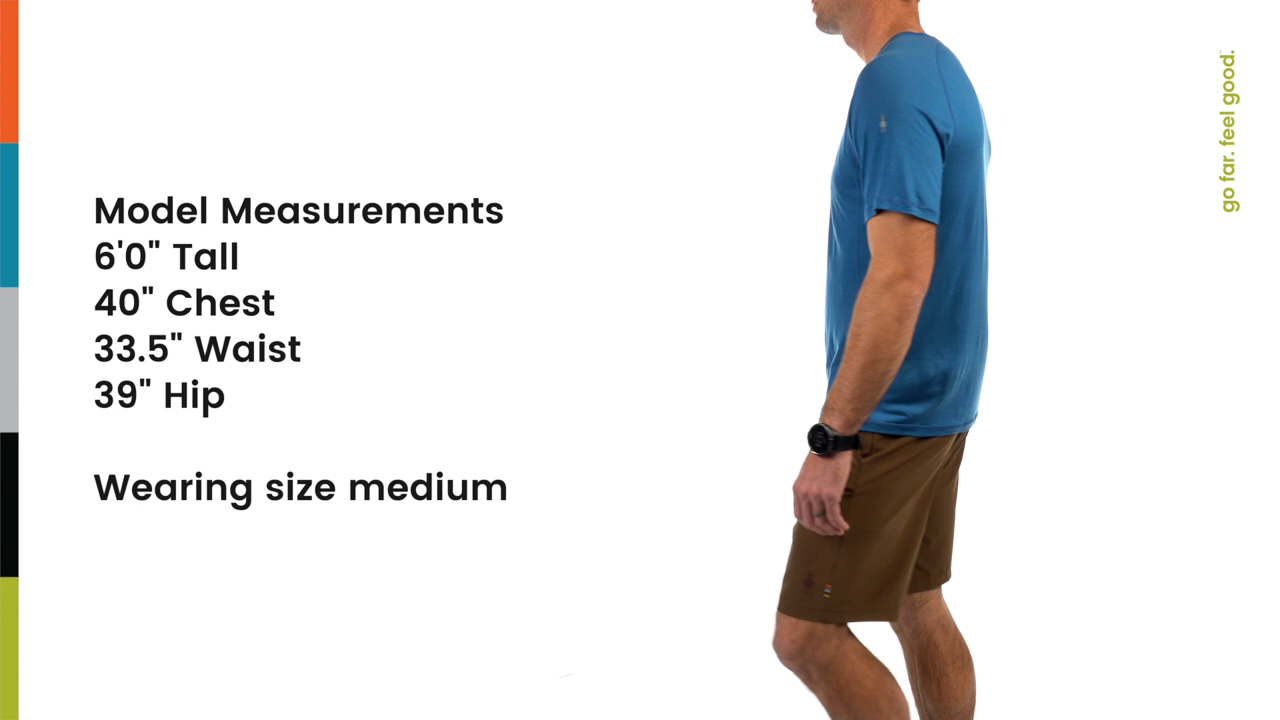 Model Measurements
6'0" Tall
40" Chest
33.5" Waist
39" Hip
Wearing size medium
go far. feel good.